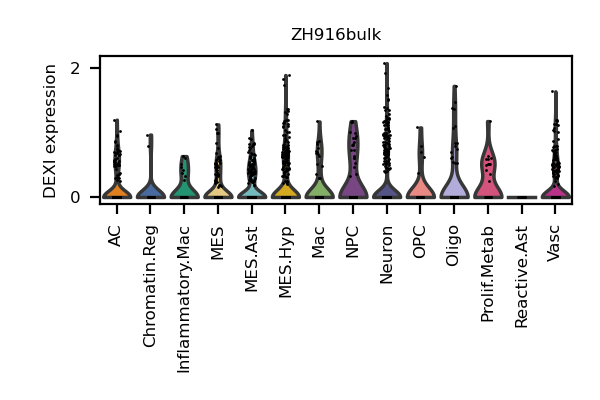 ZH916bulk
DEXI expression
2
0
AC
Chromatin.Reg
Inflammatory.Mac
MES
MES.Ast
MES.Hyp
Mac
NPC
Neuron
OPC
Oligo
Prolif.Metab
Reactive.Ast
Vasc